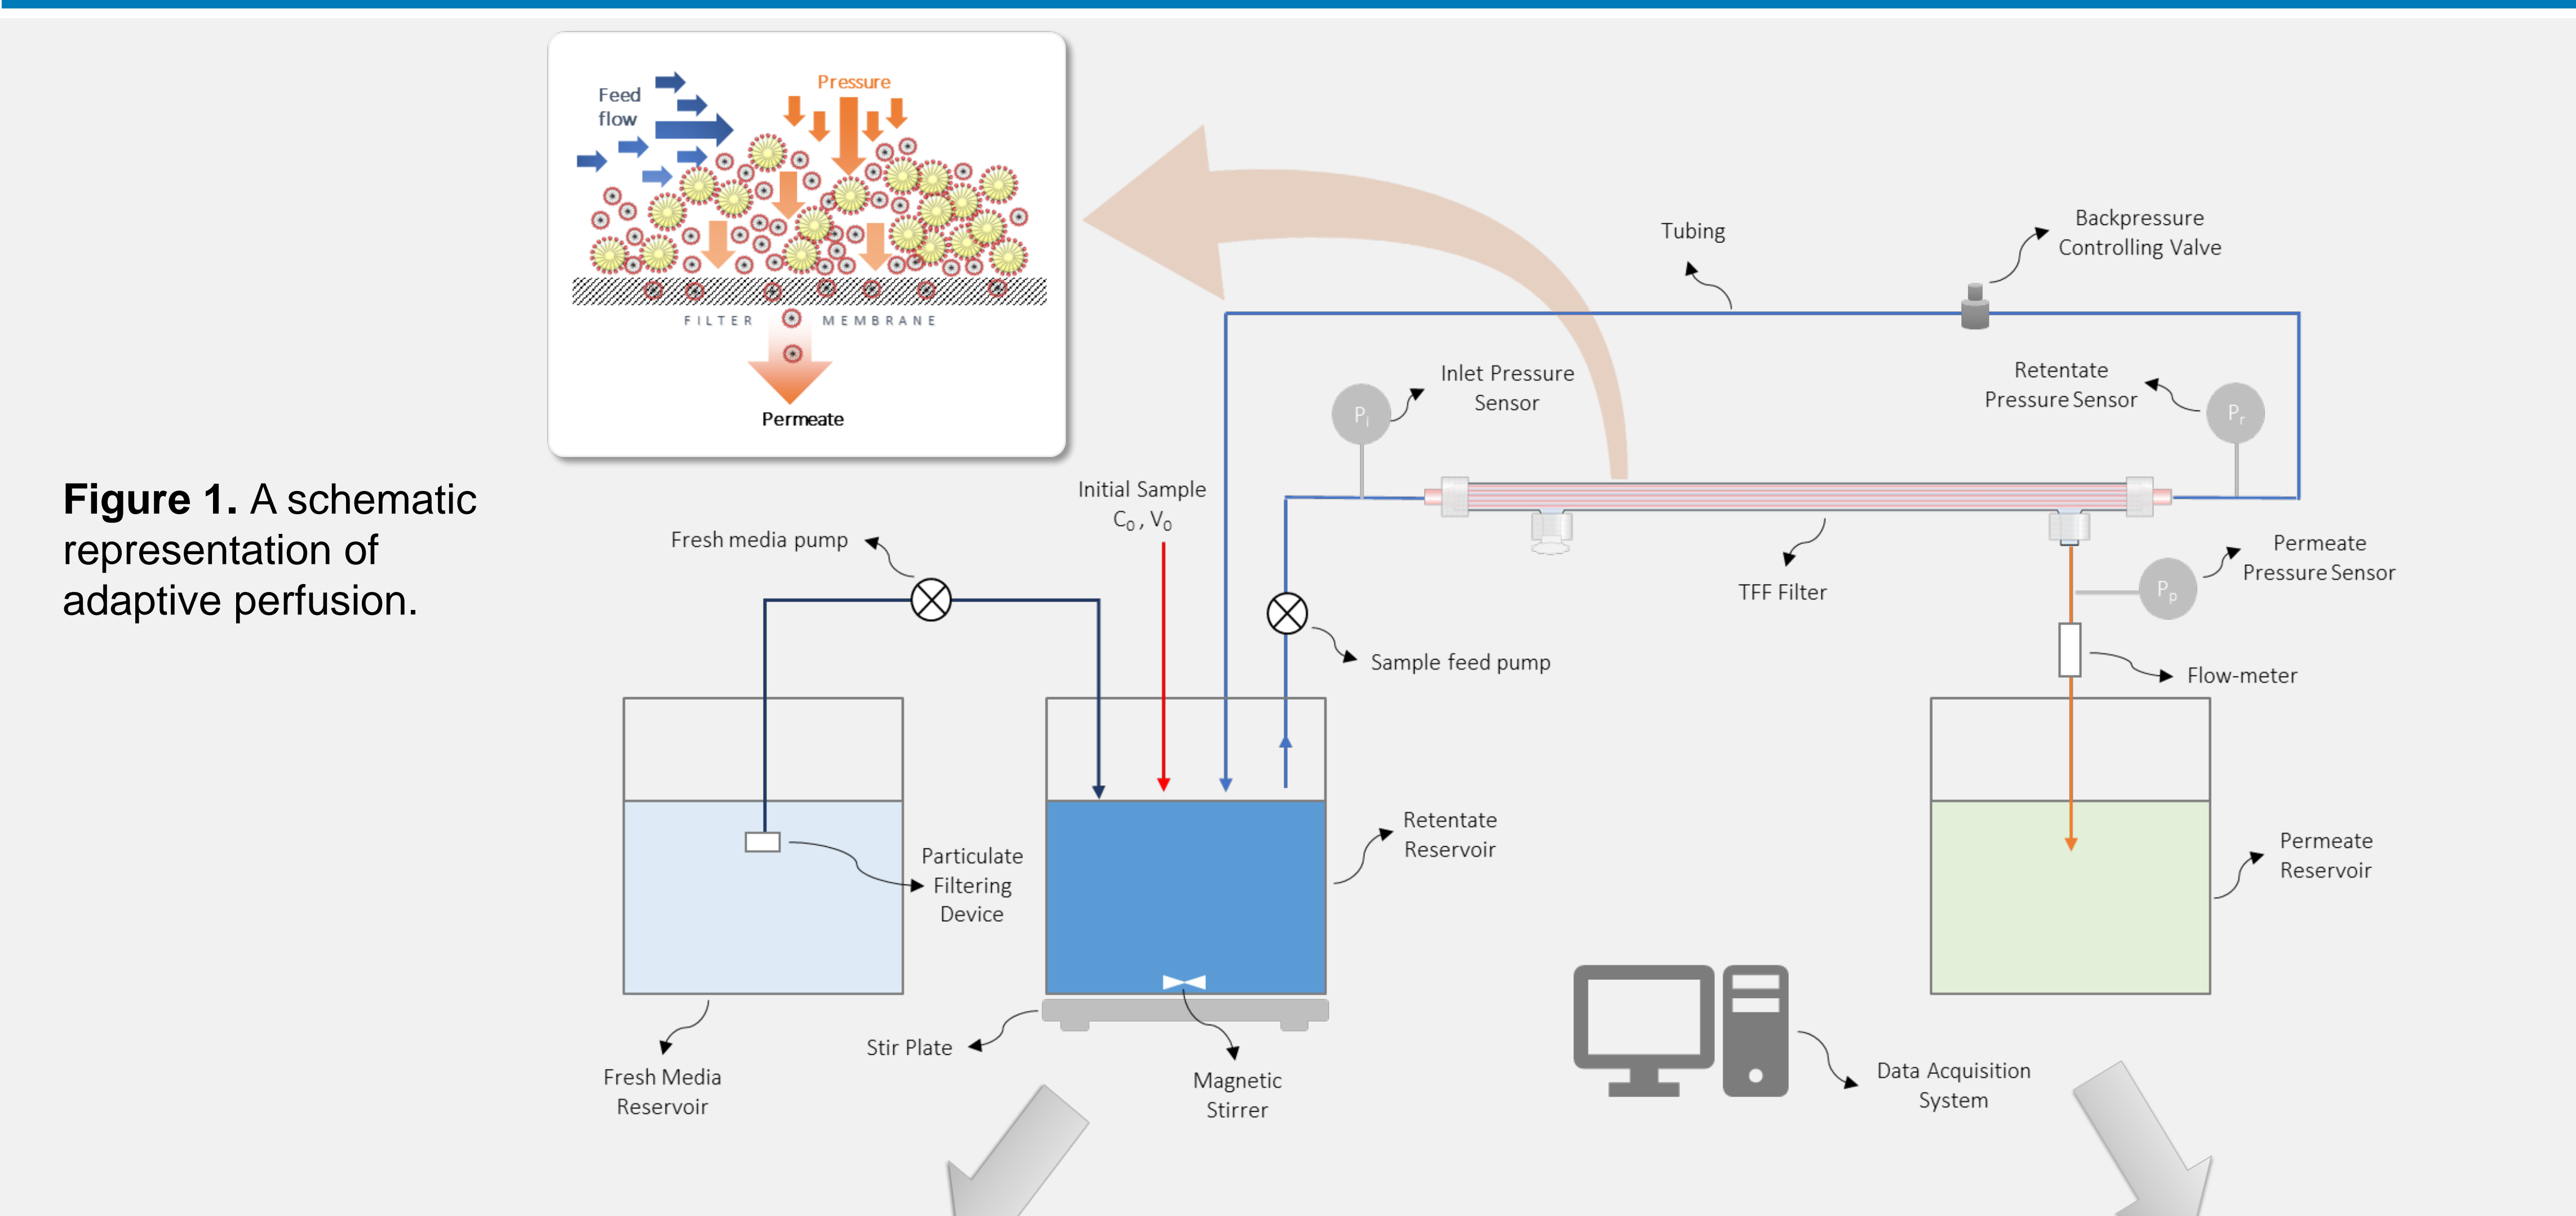 Feed
flow
Pressure
FILTER MEMBRANE
Permeate
Figure 1. A schematic
representation of
adaptive perfusion.
Tubing
Backpressure
Controlling Valve
Inlet Pressure
Sensor
Pi
Retentate
Pressure Sensor
Pr
Initial Sample
C0 , V0
Fresh media pump
TFF Filter
Permeate
Pressure Sensor
Pp
Sample feed pump
Flow-meter
Particulate
Filtering
Device
Retentate
Reservoir
Permeate
Reservoir
Stir Plate
Fresh Media
Reservoir
Magnetic
Stirrer
Data Acquisition
System